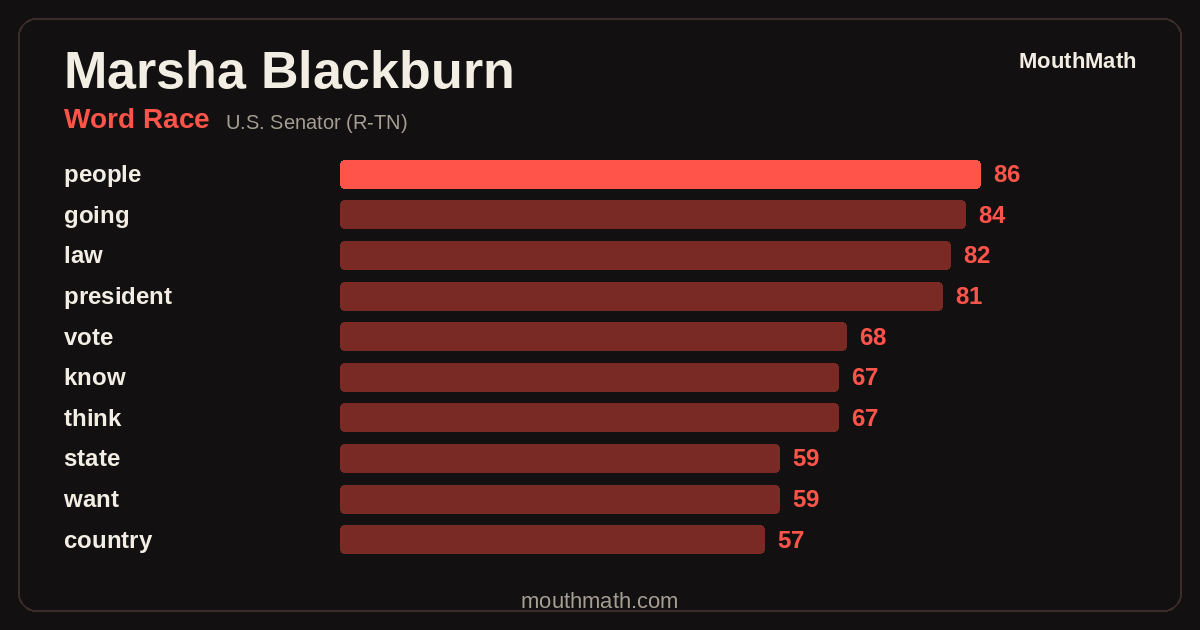 Marsha Blackburn
MouthMath
Word Race U.S. Senator (R-TN)
people 86
going 84
law 82
president 81
vote 68
know 67
think 67
state 59
want 59
country 57
mouthmath.com